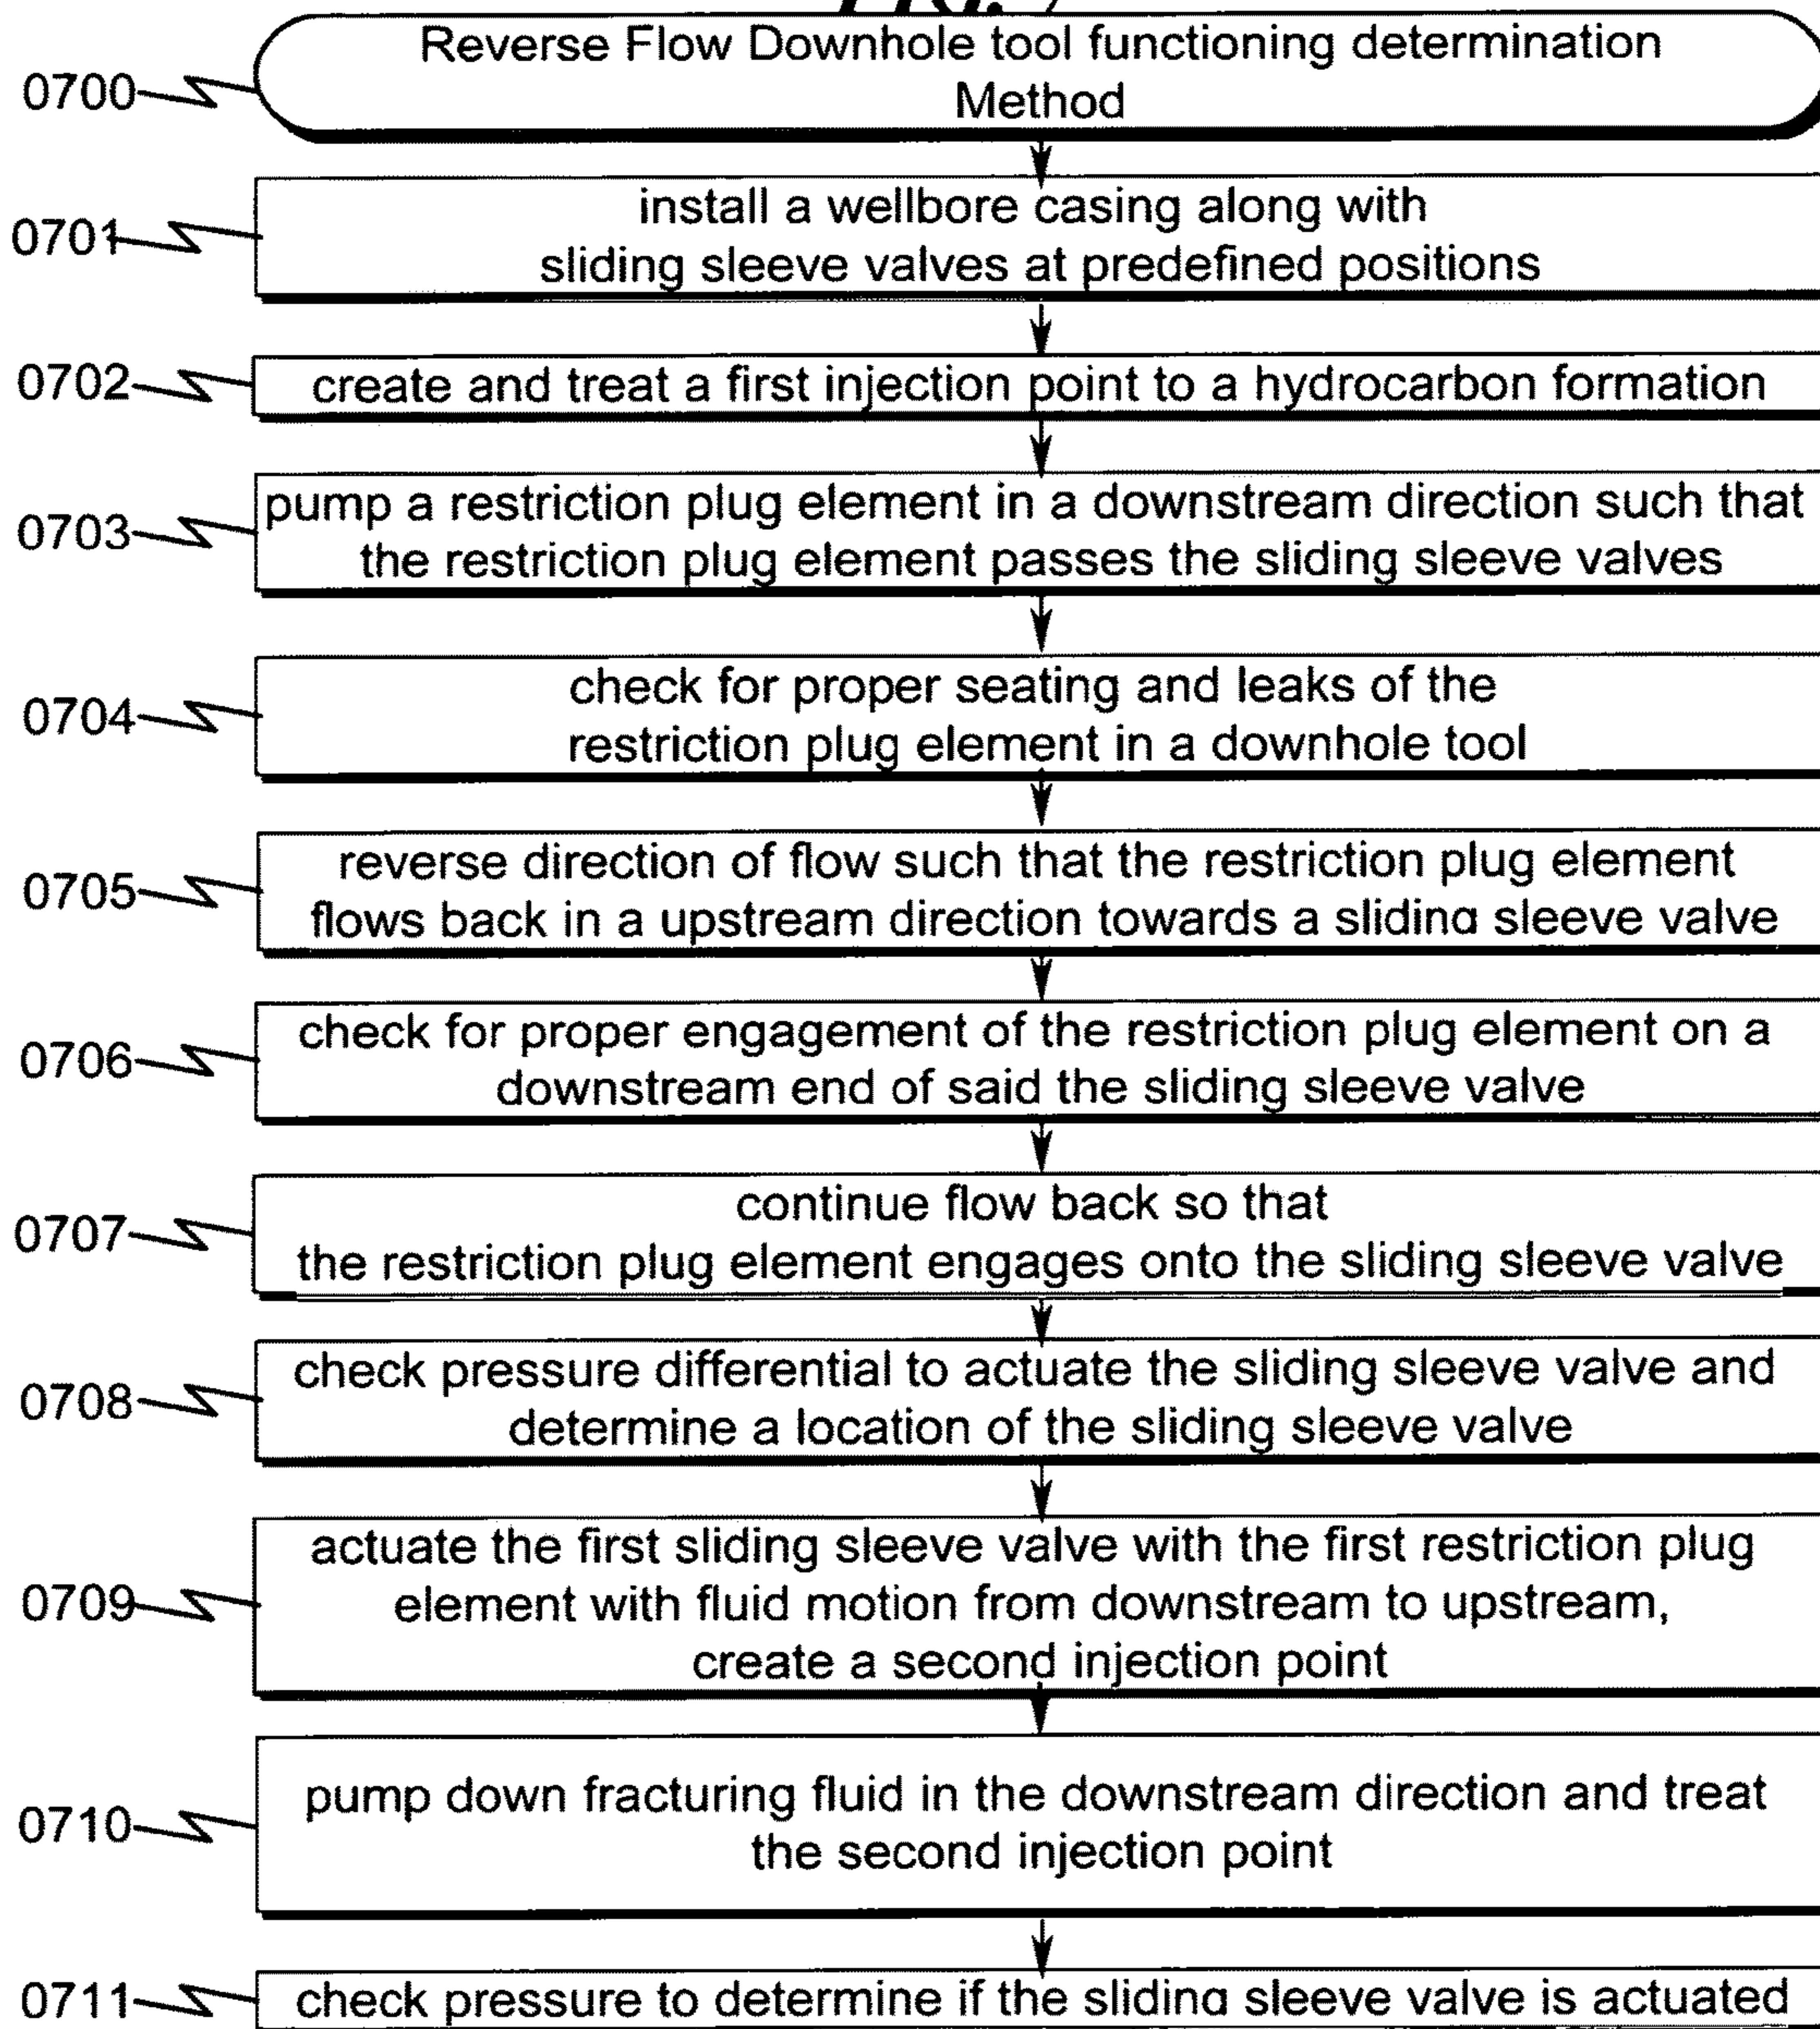 FIG. 7
Reverse Flow Downhole tool functioning determination
Method
0700
install a wellbore casing along with
sliding sleeve valves at predefined positions
0701
create and treat a first injection point to a hydrocarbon formation
0702
pump a restriction plug element in a downstream direction such that
the restriction plug element passes the sliding sleeve valves
0703
check for proper seating and leaks of the
restriction plug element in a downhole tool
0704
reverse direction of flow such that the restriction plug element
flows back in a upstream direction towards a sliding sleeve valve
0705
check for proper engagement of the restriction plug element on a
downstream end of said the sliding sleeve valve
0706
continue flow back so that
the restriction plug element engages onto the sliding sleeve valve
0707
check pressure differential to actuate the sliding sleeve valve and
determine a location of the sliding sleeve valve
0708
actuate the first sliding sleeve valve with the first restriction plug
element with fluid motion from downstream to upstream,
create a second injection point
0709
pump down fracturing fluid in the downstream direction and treat
the second injection point
0710
check pressure to determine if the sliding sleeve valve is actuated
0711